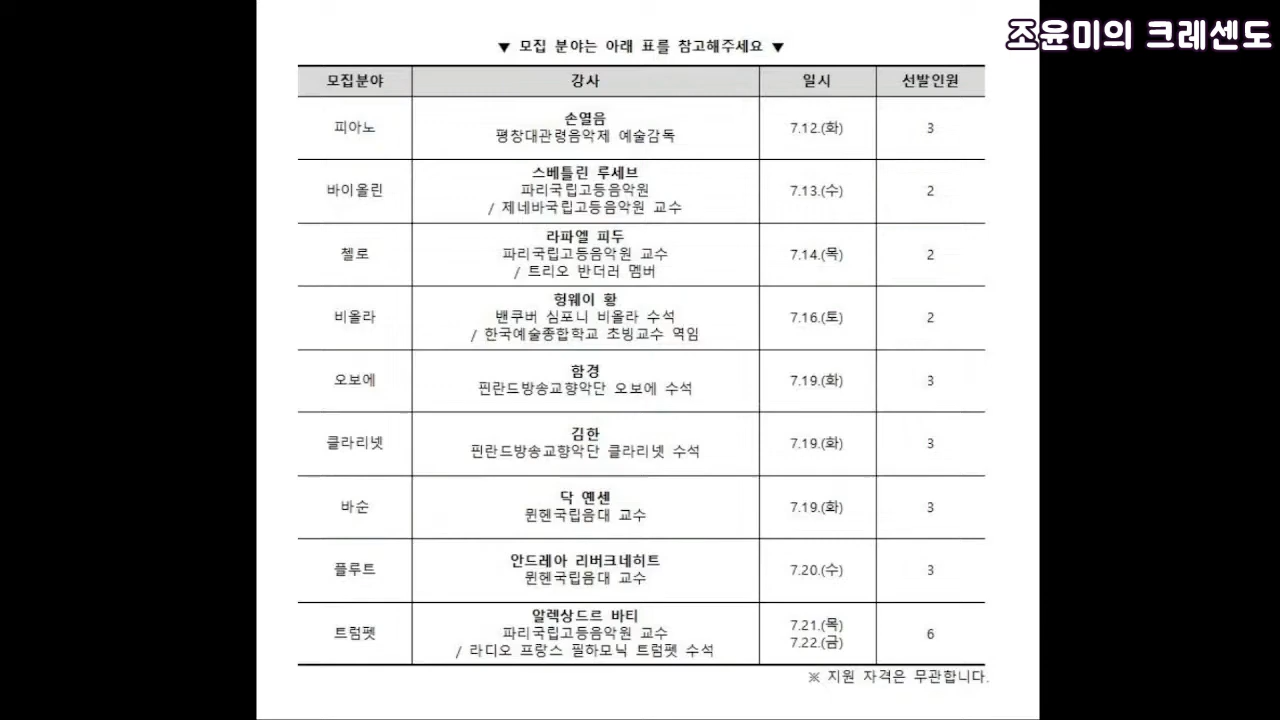 조윤미의 크레센도
▼ 모집 분야는 아래 표를 참고해주세요 ▼
모집분야 강사 일시 선발인원
피아노 손열음 평창대관령음악제 예술감독 7.12.(화) 3
바이올린 스베틀린 루세브 파리국립고등음악원 / 제네바국립고등음악원 교수 7.13.(수) 2
첼로 라파엘 피두 파리국립고등음악원 교수 / 트리오 반더러 멤버 7.14.(목) 2
비올라 헝웨이 황 밴쿠버 심포니 비올라 수석 / 한국예술종합학교 초빙교수 역임 7.16.(토) 2
오보에 함경 핀란드방송교향악단 오보에 수석 7.19.(화) 3
클라리넷 김한 핀란드방송교향악단 클라리넷 수석 7.19.(화) 3
바순 닥 옌센 뮌헨국립음대 교수 7.19.(화) 3
플루트 안드레아 리버크네히트 뮌헨국립음대 교수 7.20.(수) 3
트럼펫 알렉상드르 바티 파리국립고등음악원 교수 / 라디오 프랑스 필하모닉 트럼펫 수석 7.21.(목) 7.22.(금) 6
※ 지원 자격은 무관합니다.